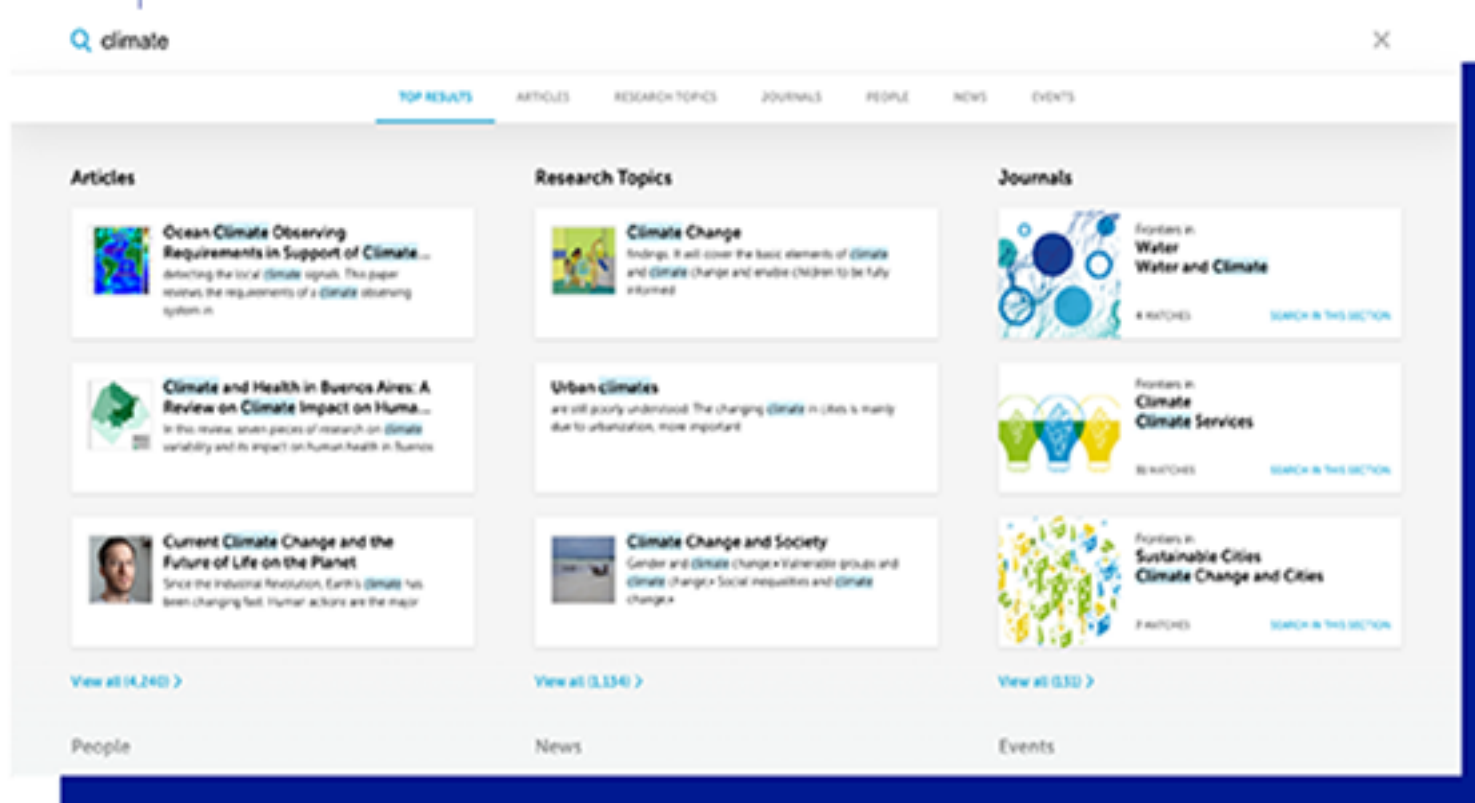 climate
TOP RESULTS ARTICLES RESEARCH TOPICS JOURNALS PEOPLE NEWS EVENTS
Articles
Ocean Climate Observing
Requirements in Support of Climate...
detecting the local climate signals. This paper
reviews the requirements of a climate observing
system in
Climate and Health in Buenos Aires: A
Review on Climate Impact on Huma...
In this review, seven pieces of research on climate
variability and its impact on human health in Buenos
Current Climate Change and the
Future of Life on the Planet
Since the Industrial Revolution, Earth's climate has
been changing fast. Human actions are the major
View all (4,240) >
Research Topics
Climate Change
findings. It will cover the basic elements of climate
and climate change and enable children to be fully
informed
Urban climates
are still poorly understood. The changing climate in cities is mainly
due to urbanization, more important
Climate Change and Society
Gender and climate change.• Vulnerable groups and
climate change.• Social inequalities and climate
change.•
View all (1,134) >
Journals
Frontiers in
Water
Water and Climate
4 MATCHES SEARCH IN THIS SECTION
Frontiers in
Climate
Climate Services
MATCHES SEARCH IN THIS SECTION
Frontiers in
Sustainable Cities
Climate Change and Cities
7 MATCHES SEARCH IN THIS SECTION
View all (131) >
People
News
Events